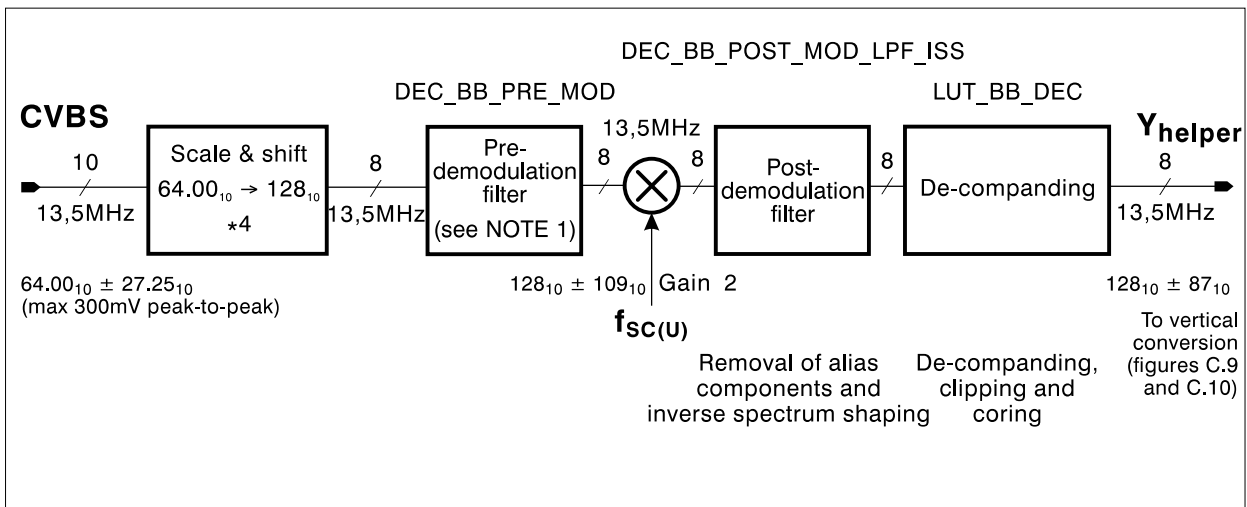 DEC_BB_POST_MOD_LPF_ISS
DEC_BB_PRE_MOD
LUT_BB_DEC
CVBS
10
13,5MHz
Scale & shift
64.00₁₀ → 128₁₀
*4
8
13,5MHz
Pre-
demodulation
filter
(see NOTE 1)
8
13,5MHz
8
Post-
demodulation
filter
8
De-companding
Yhelper
8
13,5MHz
64.00₁₀ ± 27.25₁₀
(max 300mV peak-to-peak)
128₁₀ ± 109₁₀
Gain 2
fSC(U)
128₁₀ ± 87₁₀
To vertical
conversion
(figures C.9
and C.10)
Removal of alias
components and
inverse spectrum shaping
De-companding,
clipping and
coring